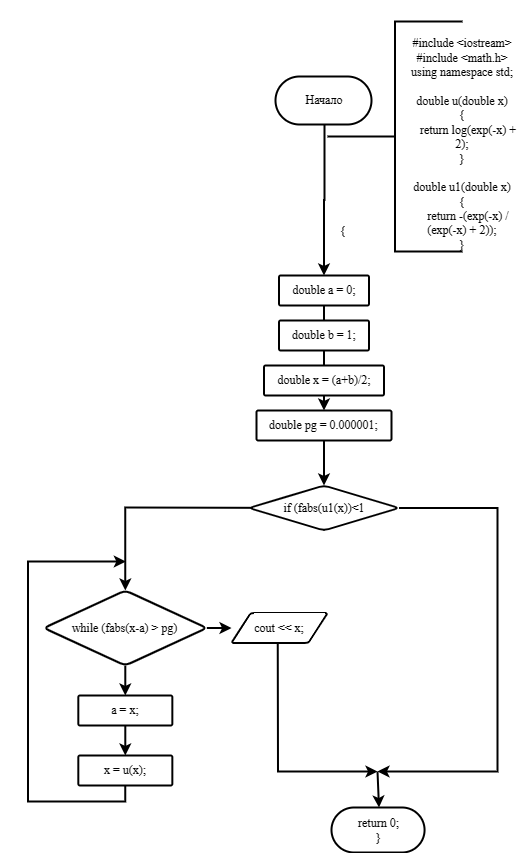 #include <iostream>
#include <math.h>
using namespace std;
double u(double x)
{
return log(exp(-x) +
2);
}
double u1(double x)
{
return -(exp(-x) /
(exp(-x) + 2));
}
Начало
{
double a = 0;
double b = 1;
double x = (a+b)/2;
double pg = 0.000001;
if (fabs(u1(x))<1
while (fabs(x-a) > pg)
cout << x;
a = x;
x = u(x);
return 0;
}